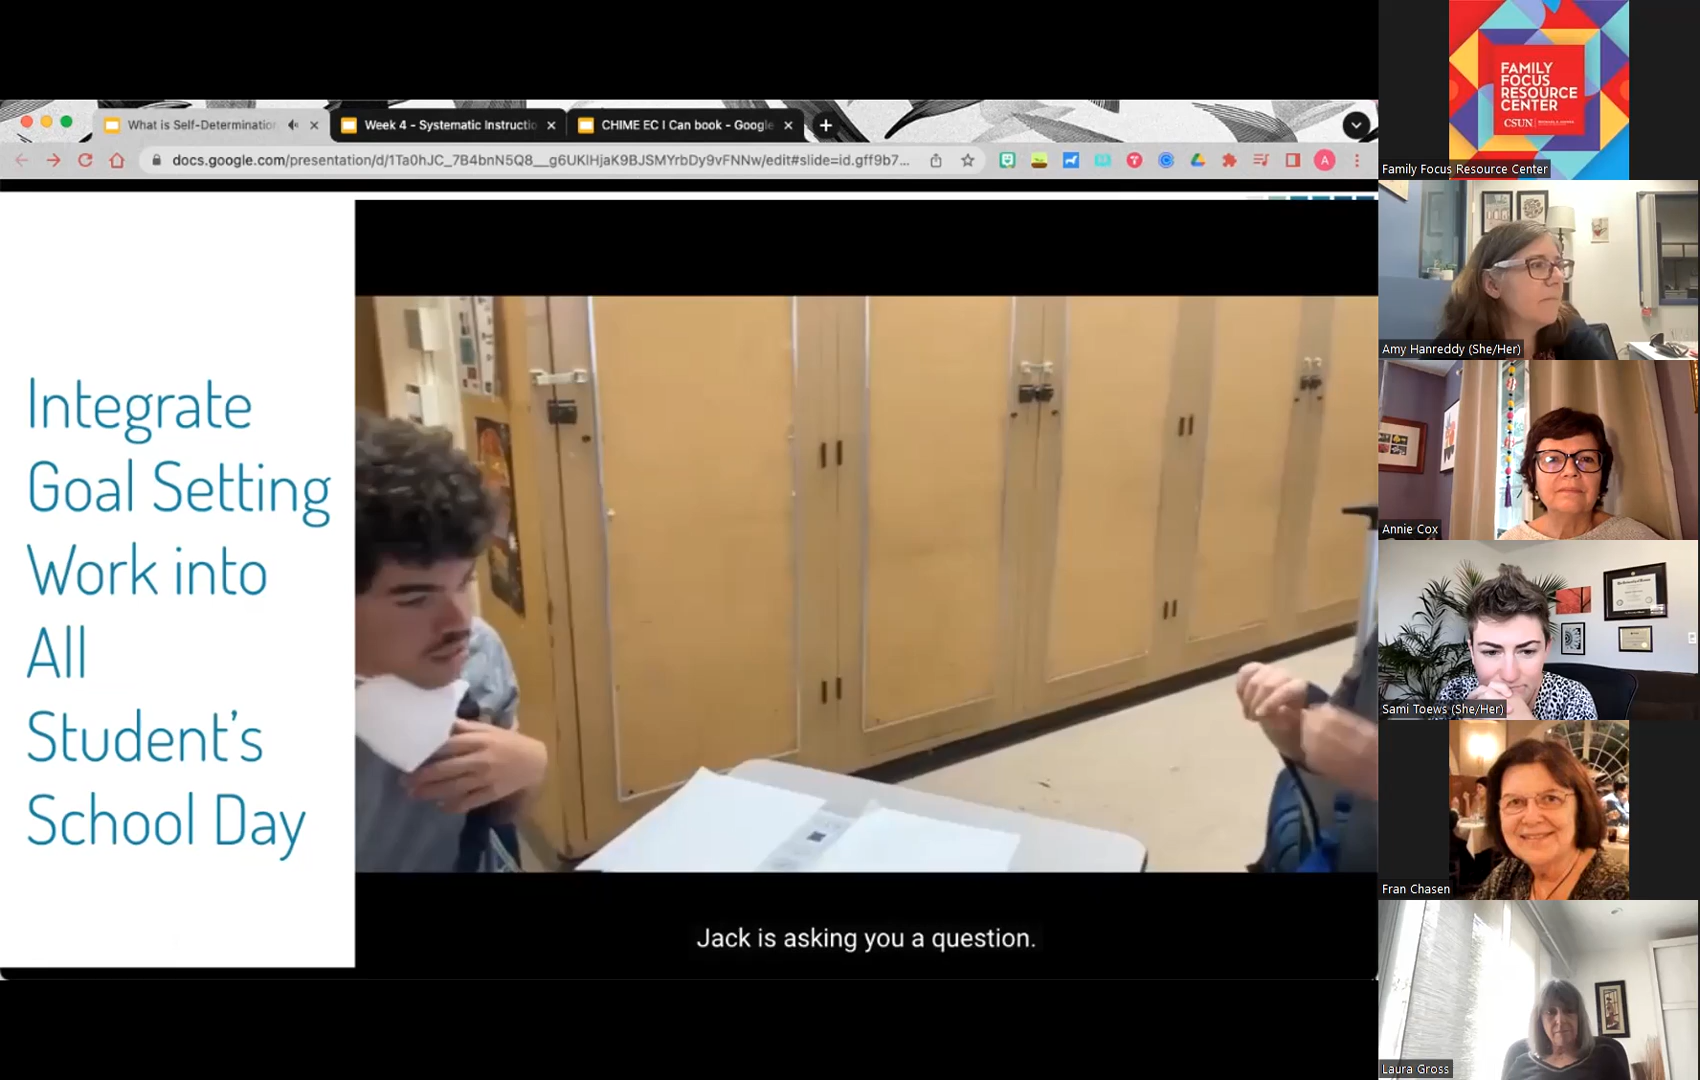 What is Self-Determination
Week 4 - Systematic Instructio
CHIME EC I Can book - Google
docs.google.com/presentation/d/1Ta0hJC_7B4bnN5Q8__g6UKlHjaK9BJSMYrbDy9vFNNw/edit#slide=id.gff9b7...
A
Integrate
Goal Setting
Work into
All
Student's
School Day
Jack is asking you a question.
FAMILY
FOCUS
RESOURCE
CENTER
CSUN
Family Focus Resource Center
Amy Hanreddy (She/Her)
Annie Cox
Sami Toews (She/Her)
Fran Chasen
Laura Gross